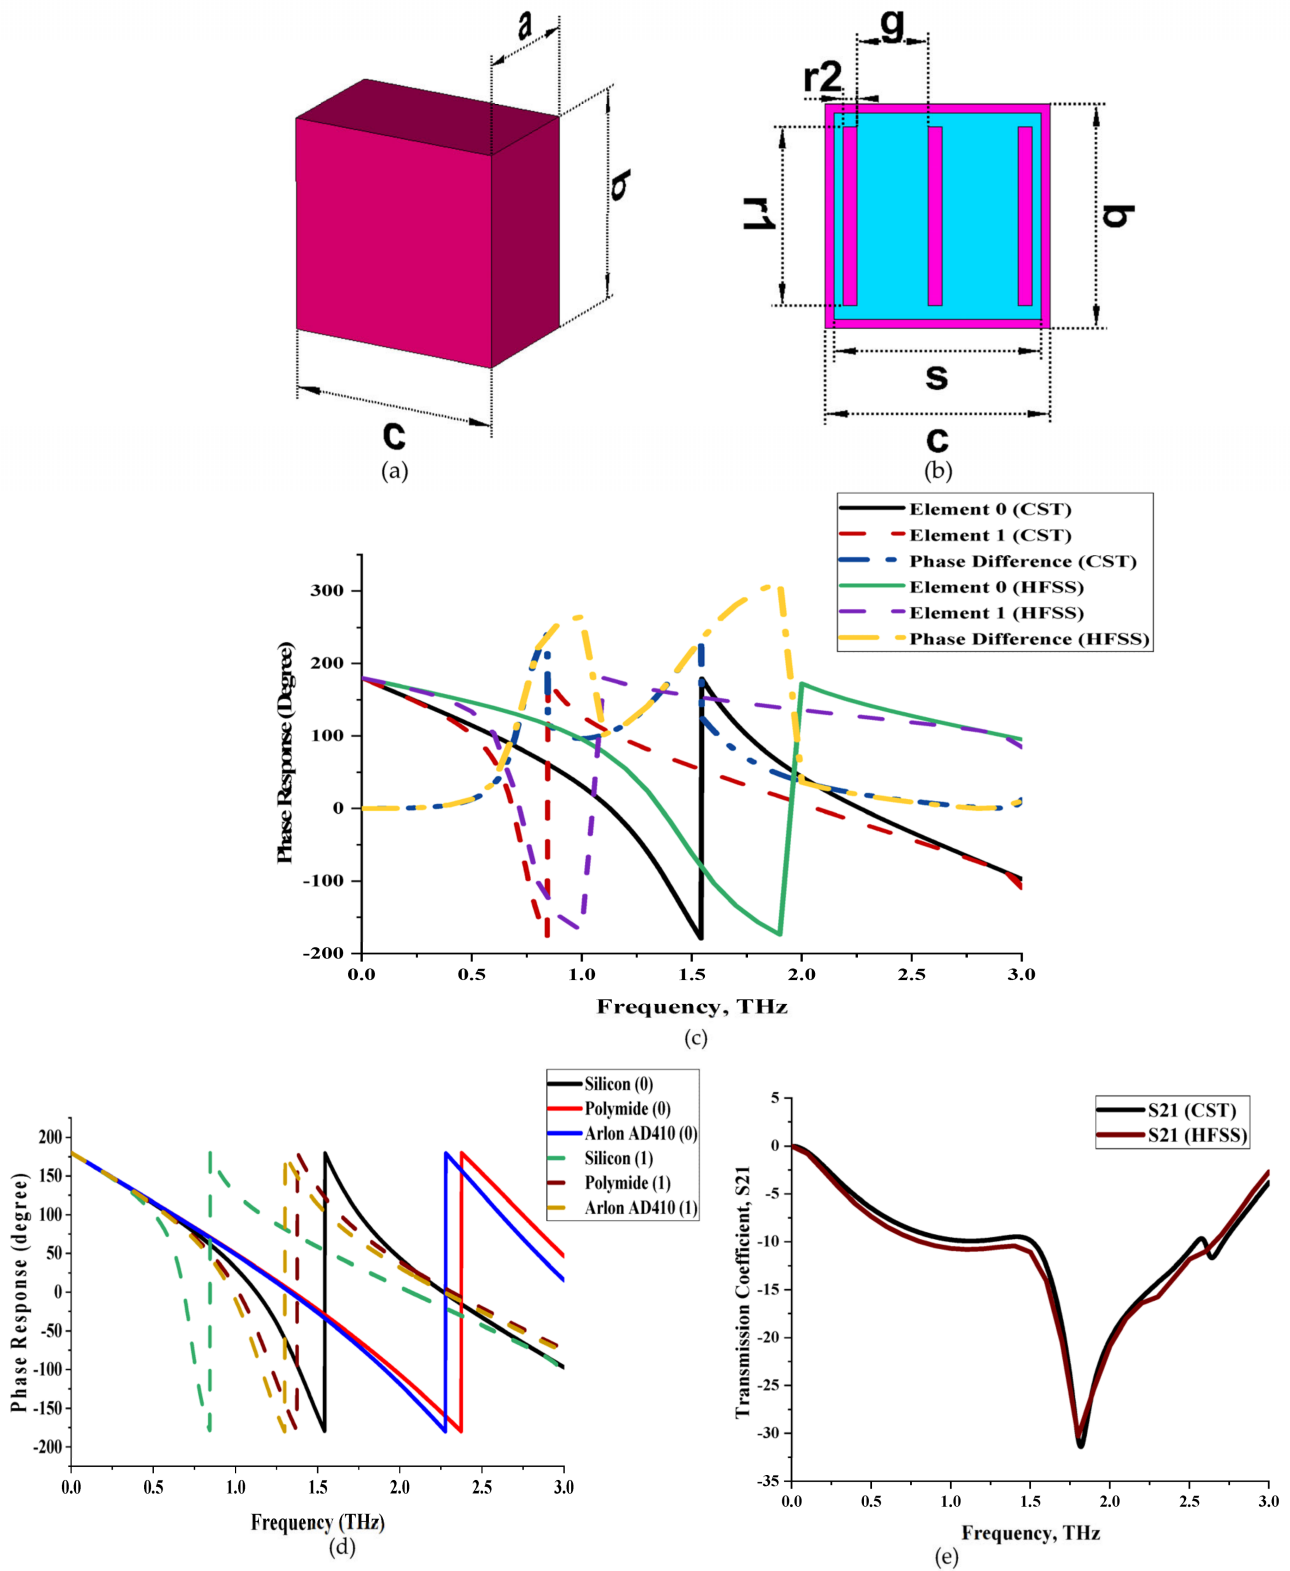 a
b
c
(a)
g
r2
r1
b
s
c
(b)
Element 0 (CST)
Element 1 (CST)
Phase Difference (CST)
Element 0 (HFSS)
Element 1 (HFSS)
Phase Difference (HFSS)
Phase Response (Degree)
300
200
100
0
-100
-200
0.0 0.5 1.0 1.5 2.0 2.5 3.0
Frequency, THz
(c)
Silicon (0)
Polymide (0)
Arlon AD410 (0)
Silicon (1)
Polymide (1)
Arlon AD410 (1)
Phase Response (degree)
200
150
100
50
0
-50
-100
-150
-200
0.0 0.5 1.0 1.5 2.0 2.5 3.0
Frequency (THz)
(d)
S21 (CST)
S21 (HFSS)
Transmission Coefficient, S21
5
0
-5
-10
-15
-20
-25
-30
-35
0.0 0.5 1.0 1.5 2.0 2.5 3.0
Frequency, THz
(e)